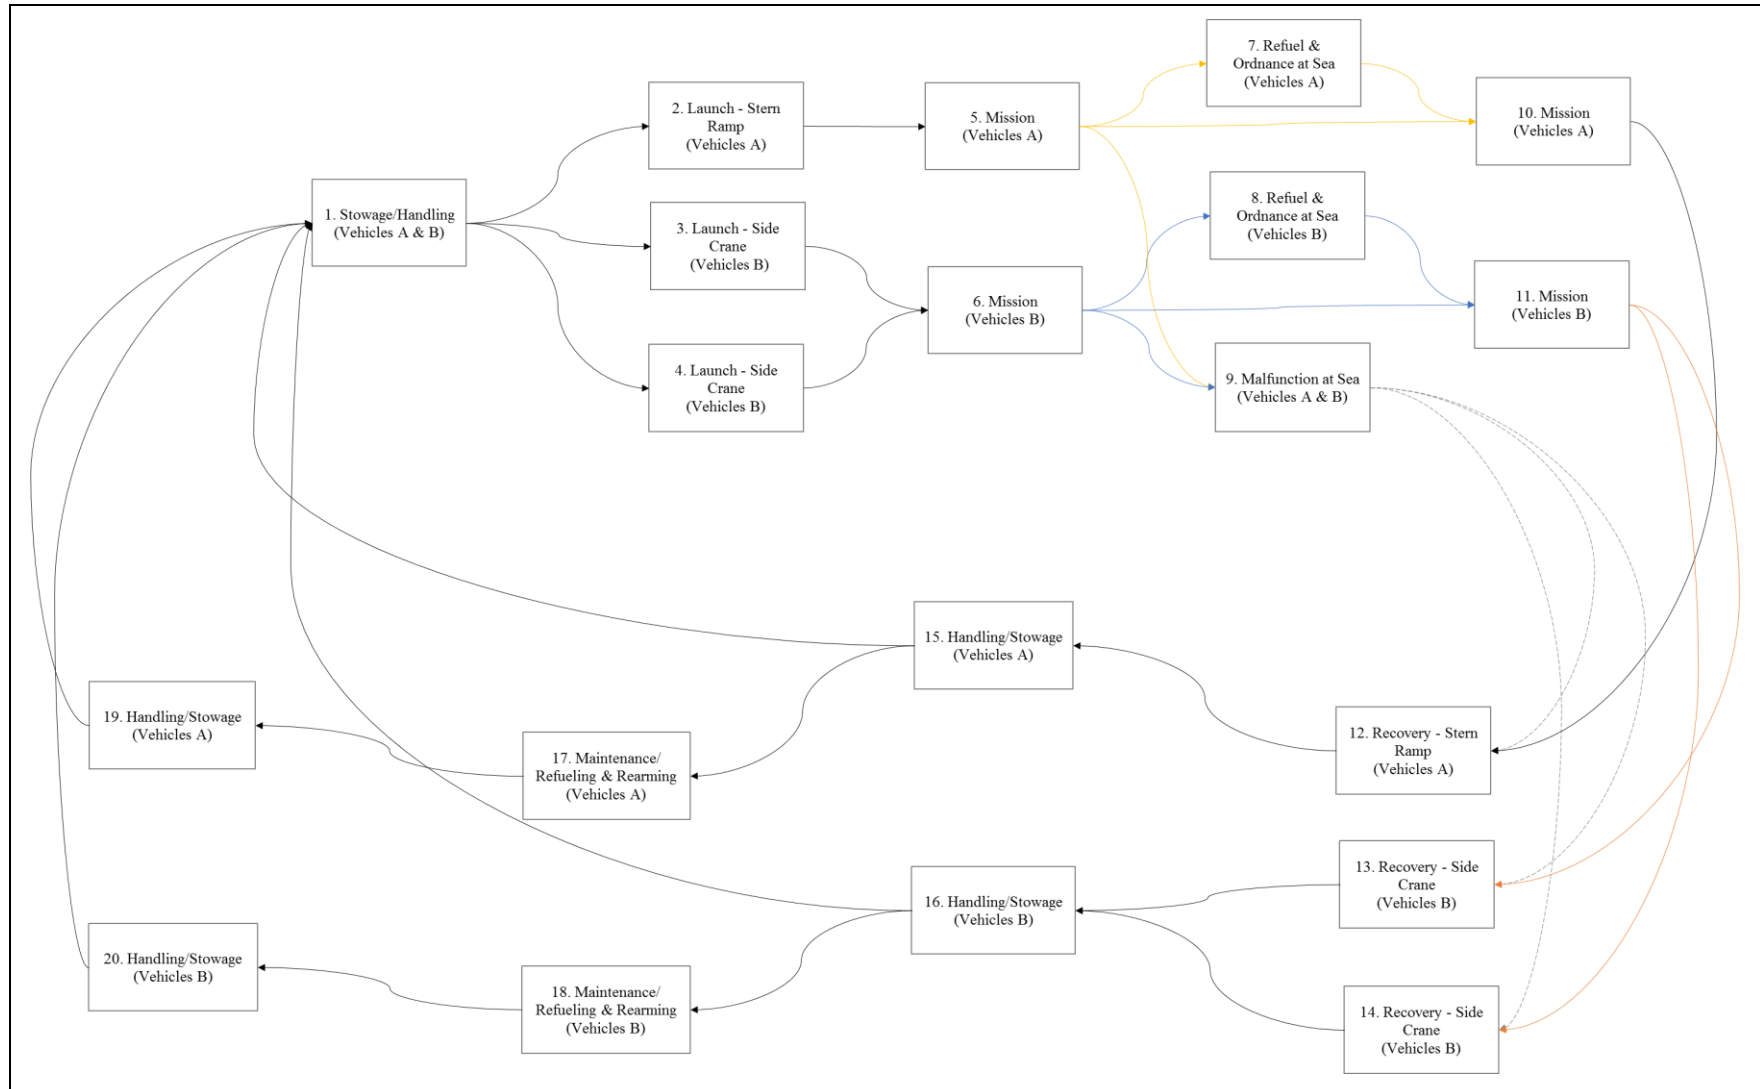 1. Stowage/Handling
(Vehicles A & B)
2. Launch - Stern
Ramp
(Vehicles A)
3. Launch - Side
Crane
(Vehicles B)
4. Launch - Side
Crane
(Vehicles B)
5. Mission
(Vehicles A)
6. Mission
(Vehicles B)
7. Refuel &
Ordnance at Sea
(Vehicles A)
8. Refuel &
Ordnance at Sea
(Vehicles B)
9. Malfunction at Sea
(Vehicles A & B)
10. Mission
(Vehicles A)
11. Mission
(Vehicles B)
12. Recovery - Stern
Ramp
(Vehicles A)
13. Recovery - Side
Crane
(Vehicles B)
14. Recovery - Side
Crane
(Vehicles B)
15. Handling/Stowage
(Vehicles A)
16. Handling/Stowage
(Vehicles B)
17. Maintenance/
Refueling & Rearming
(Vehicles A)
18. Maintenance/
Refueling & Rearming
(Vehicles B)
19. Handling/Stowage
(Vehicles A)
20. Handling/Stowage
(Vehicles B)